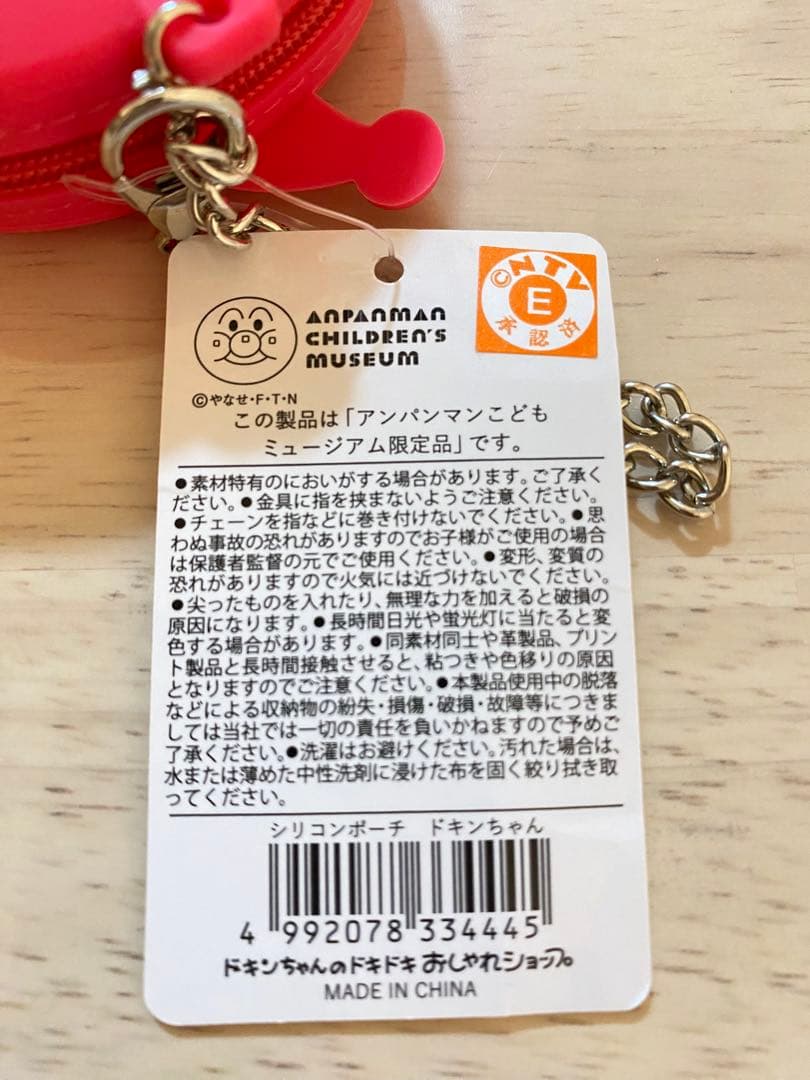 ANPANMAN
CHILDREN'S
MUSEUM
©NTV
E
承認済
©やなせ・F・T・N
この製品は「アンパンマンこども
ミュージアム限定品」です。
●素材特有のにおいがする場合があります。ご了承く
ださい。●金具に指を挟まないようご注意ください。
●チェーンを指などに巻き付けないでください。●思
わぬ事故の恐れがありますのでお子様がご使用の場合
は保護者監督の元でご使用ください。●変形、変質の
恐れがありますので火気には近づけないでください。
●尖ったものを入れたり、無理な力を加えると破損の
原因になります。●長時間日光や蛍光灯に当たると変
色する場合があります。●同素材同士や革製品、プリン
ト製品と長時間接触させると、粘つきや色移りの原因
となりますのでご注意ください。●本製品使用中の脱落
などによる収納物の紛失・損傷・破損・故障等につきま
しては当社では一切の責任を負いかねますので予めご
了承ください。●洗濯はお避けください。汚れた場合は、
水または薄めた中性洗剤に浸けた布を固く絞り拭き取
ってください。
シリコンポーチ ドキンちゃん
4 992078 334445
ドキンちゃんのドキドキおしゃれショップ
MADE IN CHINA